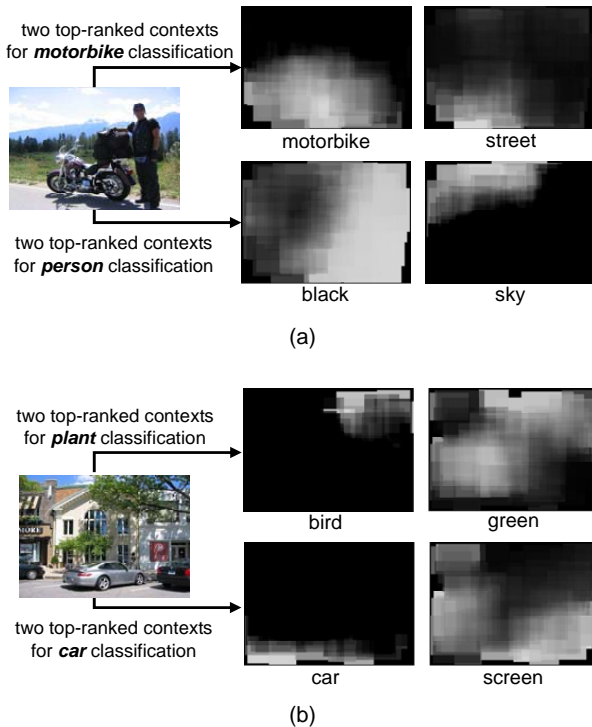 two top-ranked contexts
for motorbike classification
motorbike
street
two top-ranked contexts
for person classification
black
sky
(a)
two top-ranked contexts
for plant classification
bird
green
MORE
two top-ranked contexts
for car classification
car
screen
(b)